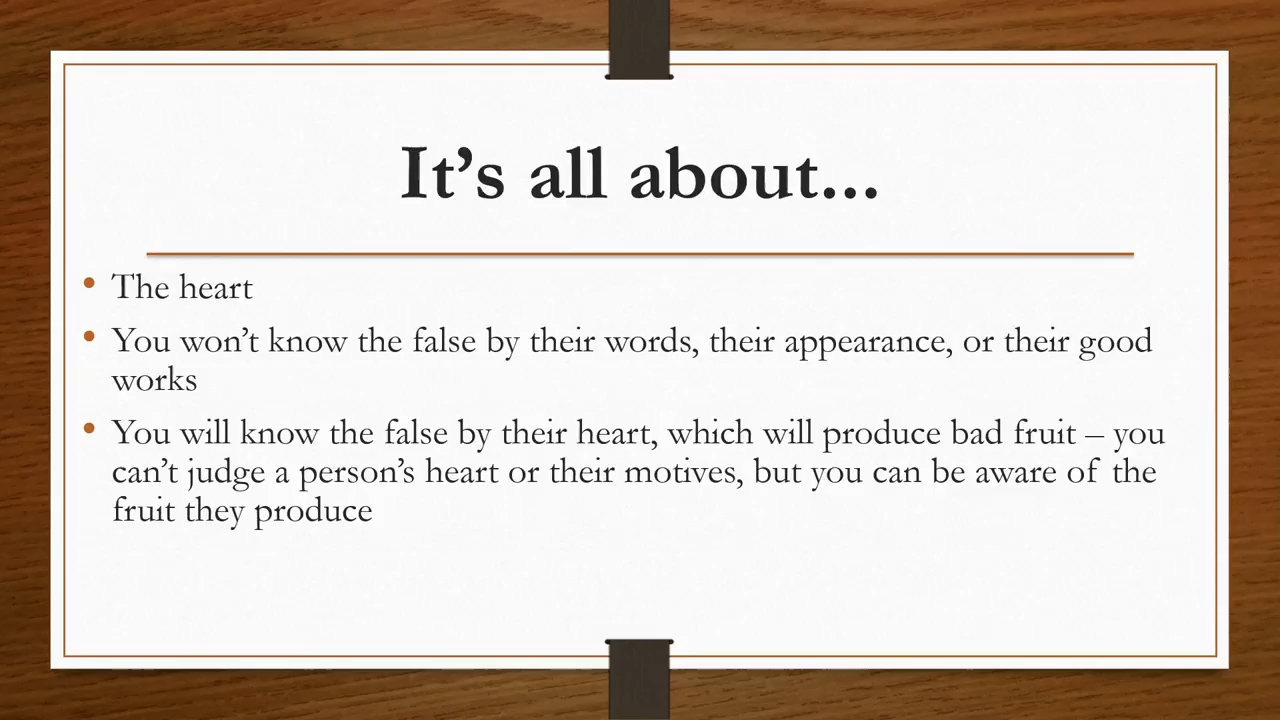 It’s all about…
• The heart
• You won’t know the false by their words, their appearance, or their good
works
• You will know the false by their heart, which will produce bad fruit – you
can’t judge a person’s heart or their motives, but you can be aware of the
fruit they produce